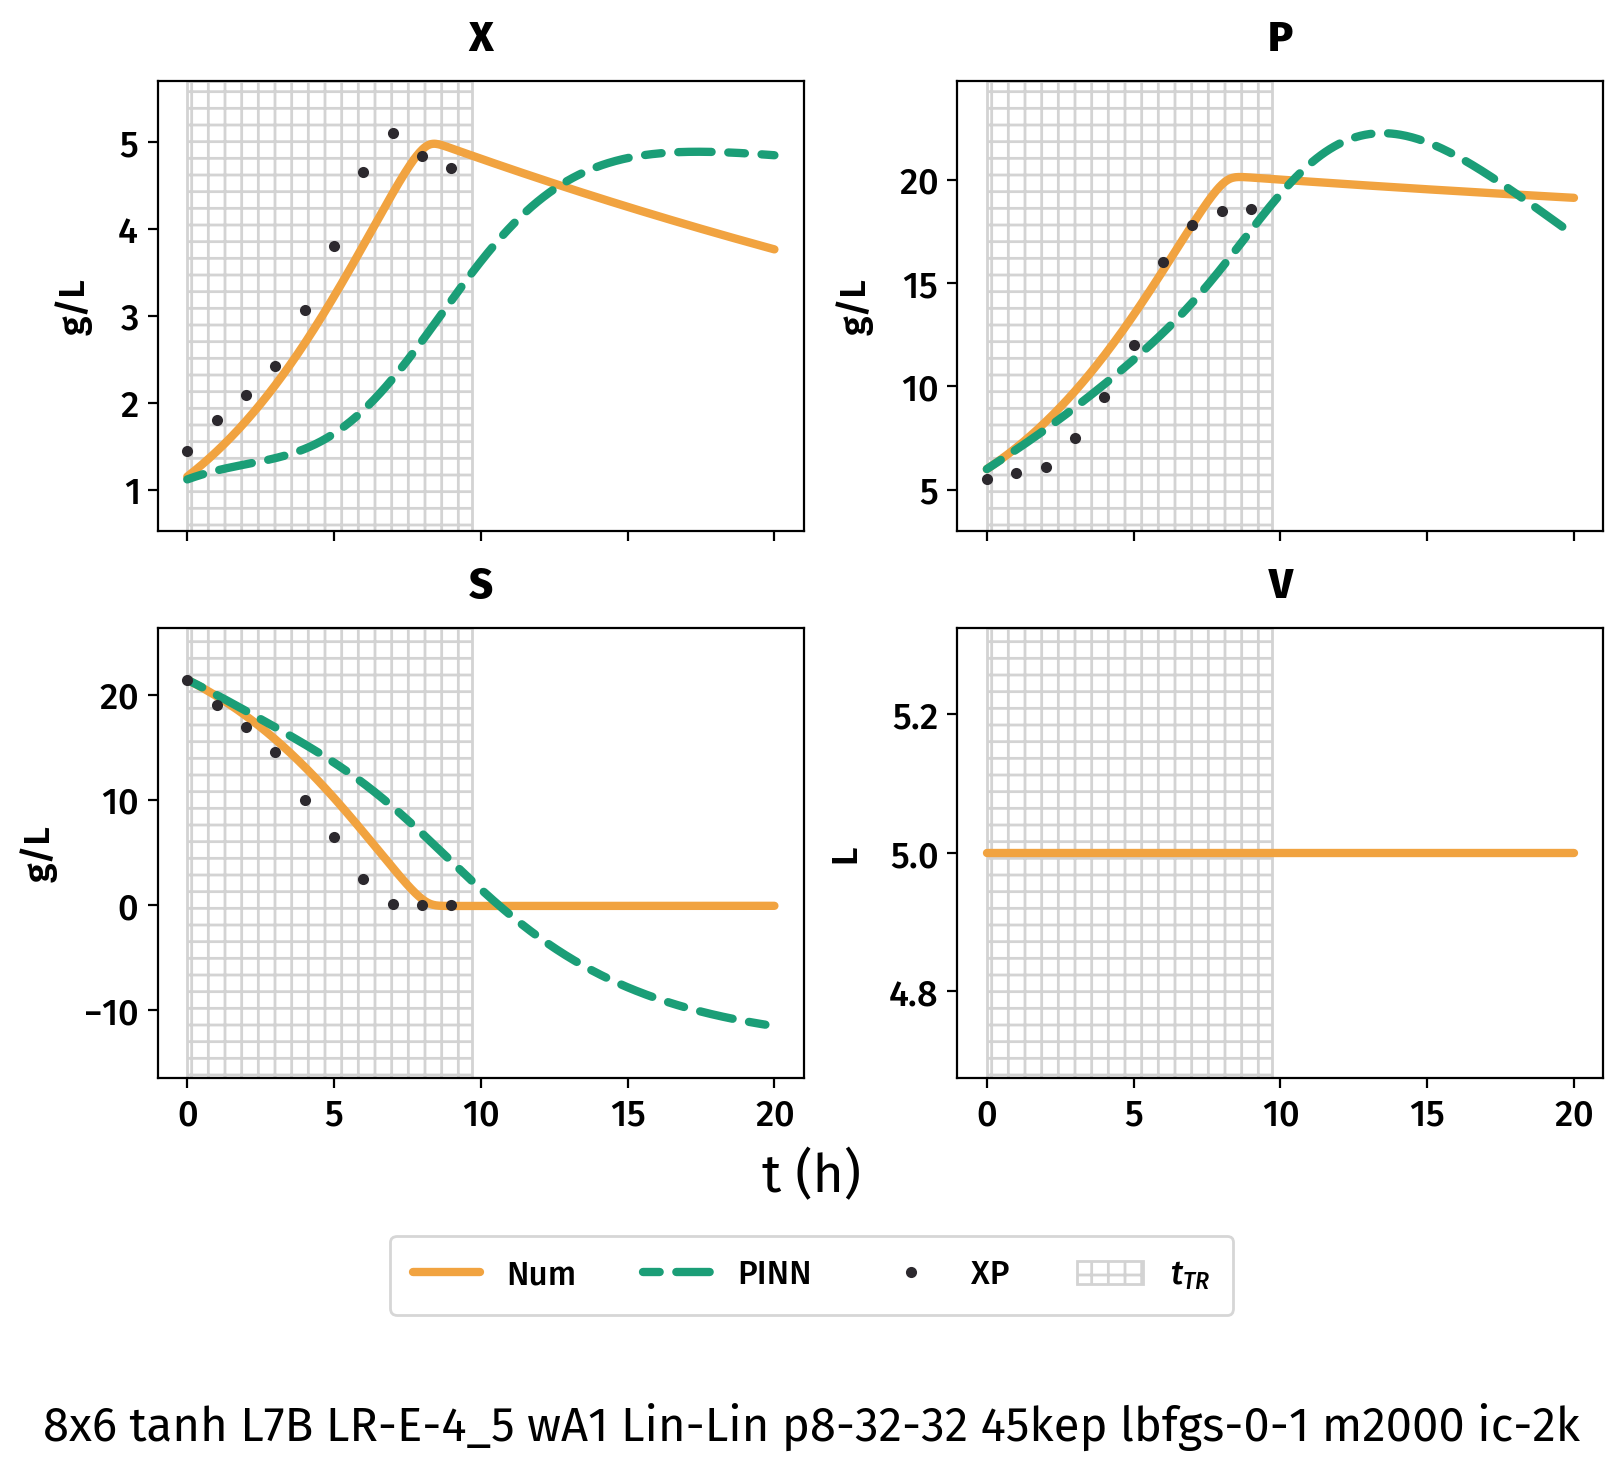 X
P
5
4
3
2
1
g/L
20
15
10
5
g/L
S
V
20
10
0
−10
g/L
0 5 10 15 20
5.2
5.0
4.8
L
0 5 10 15 20
t (h)
Num PINN XP tTR
8x6 tanh L7B LR-E-4_5 wA1 Lin-Lin p8-32-32 45kep lbfgs-0-1 m2000 ic-2k